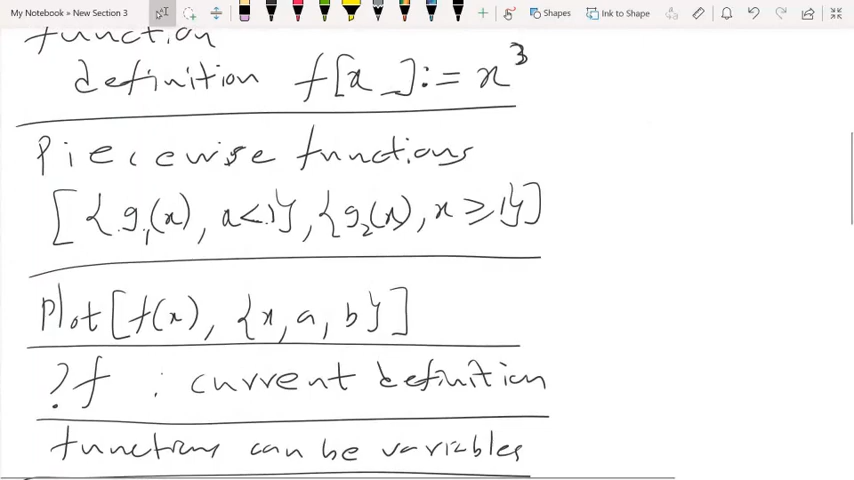 My Notebook » New Section 3
Shapes
Ink to Shape
function
definition f[x_]:= x³
Piecewise functions
[{g₁(x), x<1}, {g₂(x), x≥1}]
Plot[f(x), {x, a, b}]
?f : current definition
functions can be variables